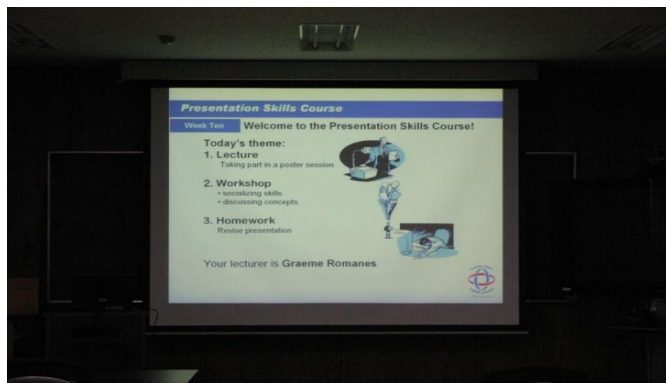 Presentation Skills Course
Week Ten
Welcome to the Presentation Skills Course!
Today's theme:
1. Lecture
Taking part in a poster session
2. Workshop
• socializing skills
• discussing concepts
3. Homework
Revise presentation
Your lecturer is Graeme Romanes